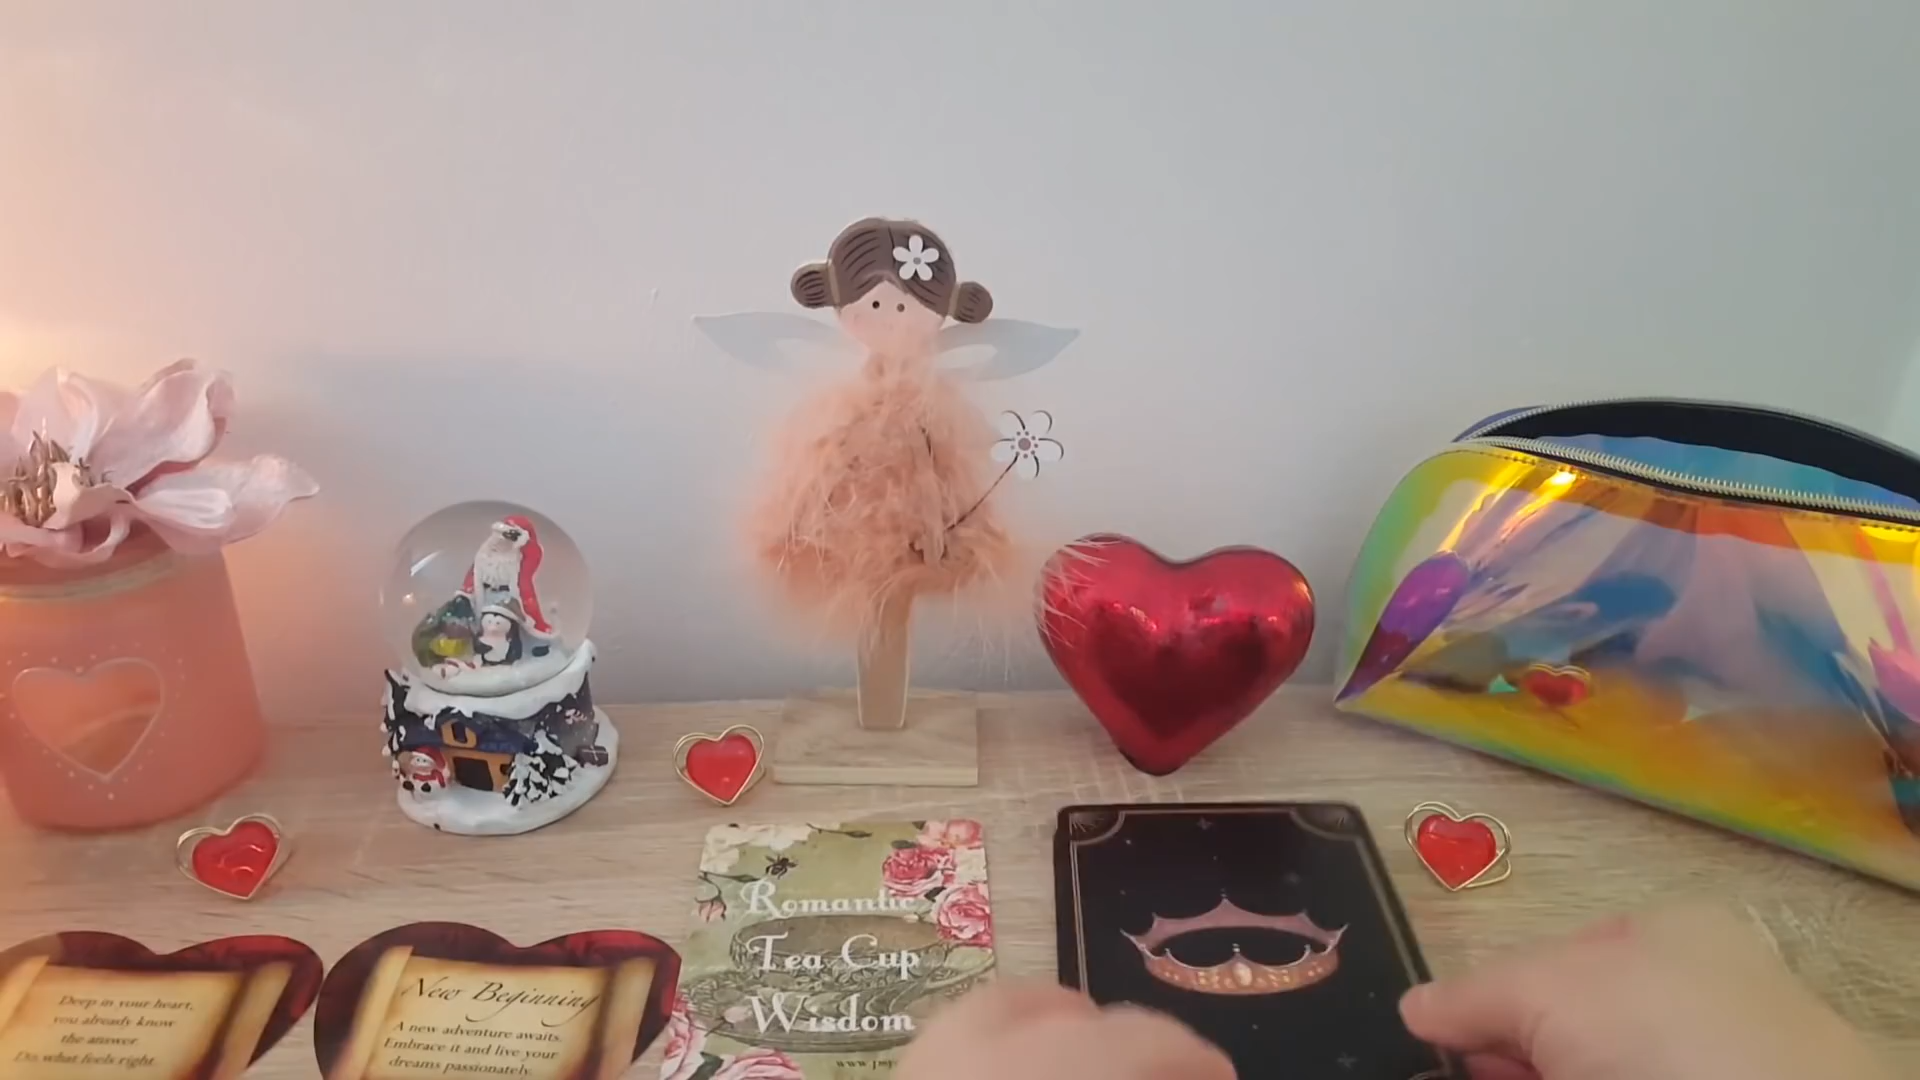 Deep in your heart,
you already know
the answer.
Do what feels right.
New Beginning
A new adventure awaits.
Embrace it and live your
dreams passionately.
Romantic
Tea Cup
Wisdom